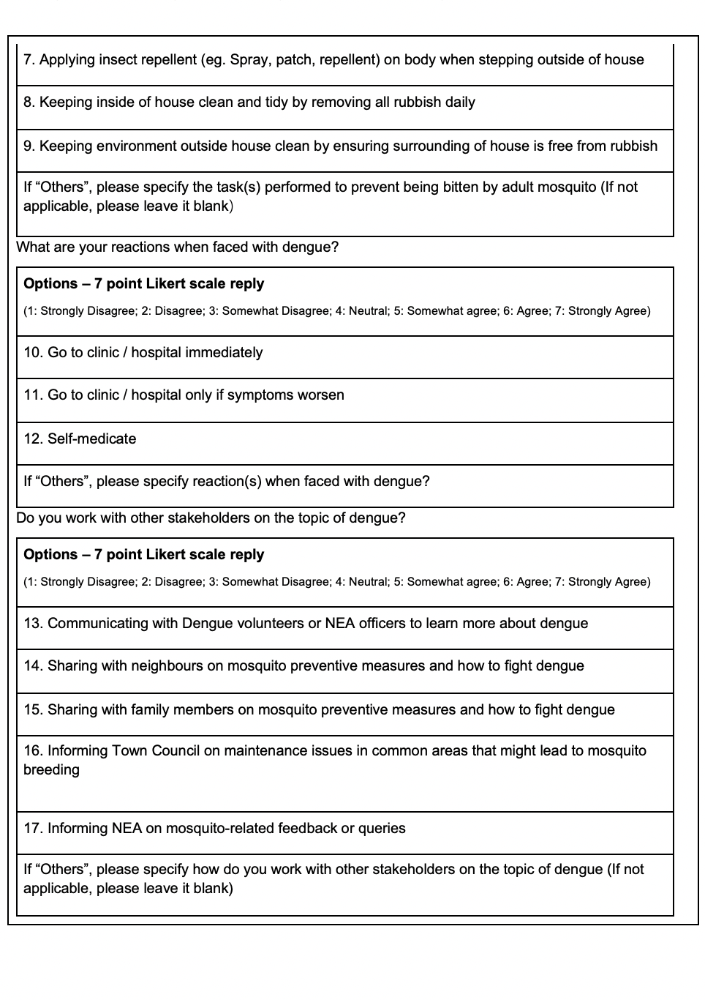 7. Applying insect repellent (eg. Spray, patch, repellent) on body when stepping outside of house
8. Keeping inside of house clean and tidy by removing all rubbish daily
9. Keeping environment outside house clean by ensuring surrounding of house is free from rubbish
If “Others”, please specify the task(s) performed to prevent being bitten by adult mosquito (If not
applicable, please leave it blank)
What are your reactions when faced with dengue?
Options – 7 point Likert scale reply
(1: Strongly Disagree; 2: Disagree; 3: Somewhat Disagree; 4: Neutral; 5: Somewhat agree; 6: Agree; 7: Strongly Agree)
10. Go to clinic / hospital immediately
11. Go to clinic / hospital only if symptoms worsen
12. Self-medicate
If “Others”, please specify reaction(s) when faced with dengue?
Do you work with other stakeholders on the topic of dengue?
Options – 7 point Likert scale reply
(1: Strongly Disagree; 2: Disagree; 3: Somewhat Disagree; 4: Neutral; 5: Somewhat agree; 6: Agree; 7: Strongly Agree)
13. Communicating with Dengue volunteers or NEA officers to learn more about dengue
14. Sharing with neighbours on mosquito preventive measures and how to fight dengue
15. Sharing with family members on mosquito preventive measures and how to fight dengue
16. Informing Town Council on maintenance issues in common areas that might lead to mosquito
breeding
17. Informing NEA on mosquito-related feedback or queries
If “Others”, please specify how do you work with other stakeholders on the topic of dengue (If not
applicable, please leave it blank)